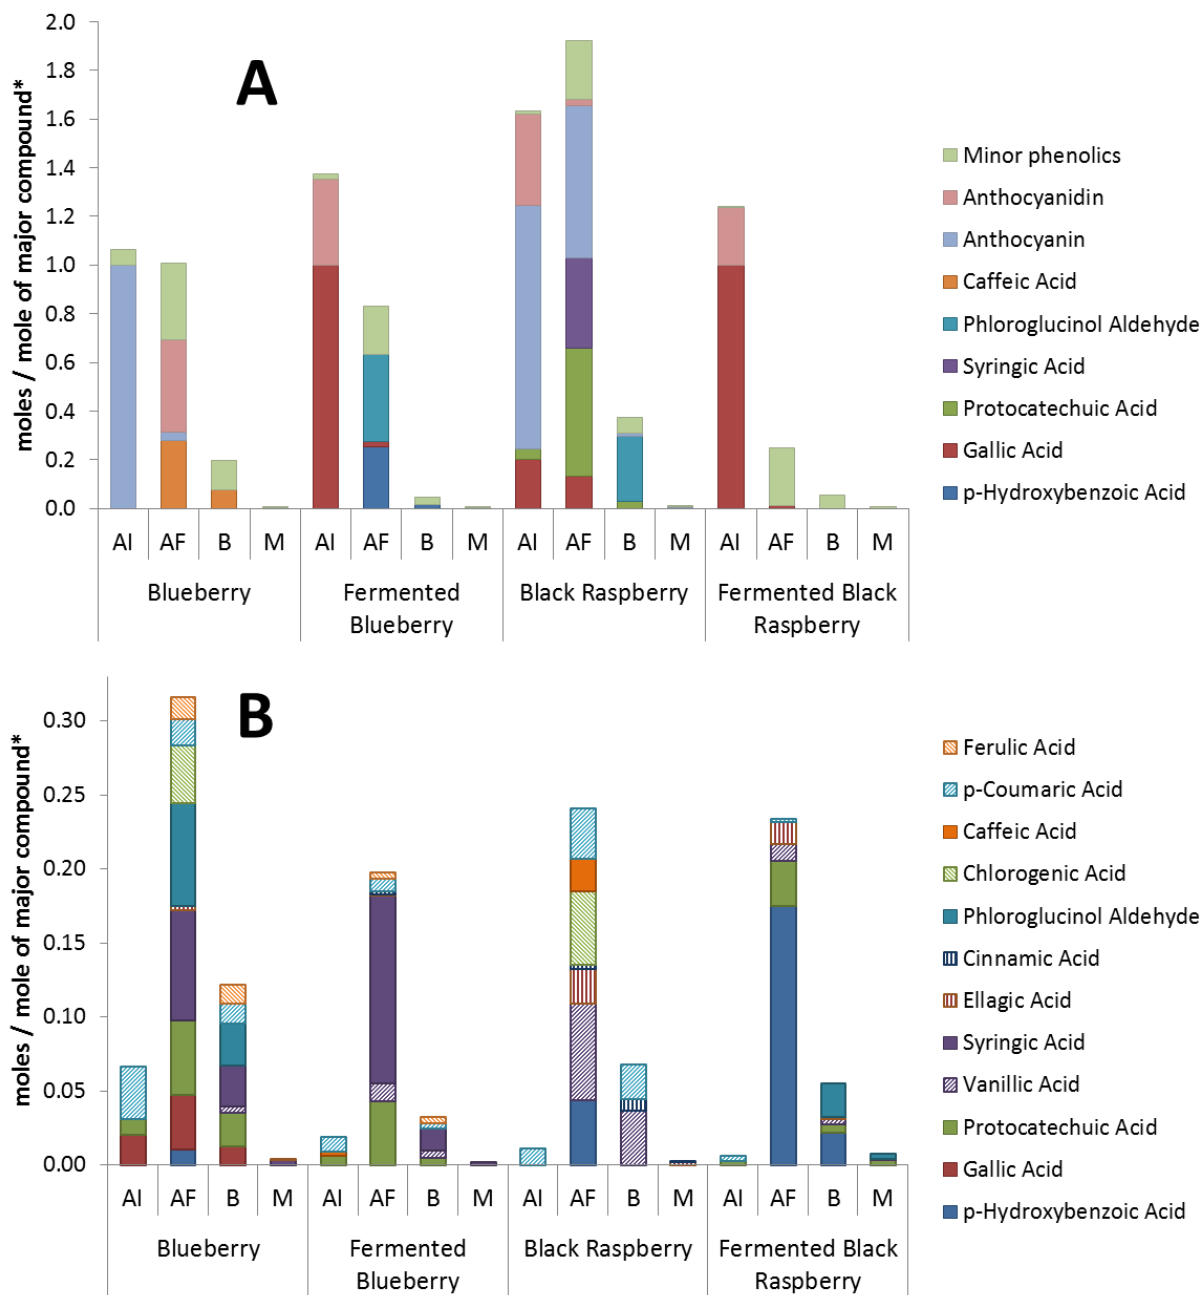 A
moles / mole of major compound*
2.0
1.8
1.6
1.4
1.2
1.0
0.8
0.6
0.4
0.2
0.0
AI AF B M AI AF B M AI AF B M AI AF B M
Blueberry Fermented Blueberry Black Raspberry Fermented Black Raspberry
Minor phenolics
Anthocyanidin
Anthocyanin
Caffeic Acid
Phloroglucinol Aldehyde
Syringic Acid
Protocatechuic Acid
Gallic Acid
p-Hydroxybenzoic Acid
B
moles / mole of major compound*
0.30
0.25
0.20
0.15
0.10
0.05
0.00
AI AF B M AI AF B M AI AF B M AI AF B M
Blueberry Fermented Blueberry Black Raspberry Fermented Black Raspberry
Ferulic Acid
p-Coumaric Acid
Caffeic Acid
Chlorogenic Acid
Phloroglucinol Aldehyde
Cinnamic Acid
Ellagic Acid
Syringic Acid
Vanillic Acid
Protocatechuic Acid
Gallic Acid
p-Hydroxybenzoic Acid